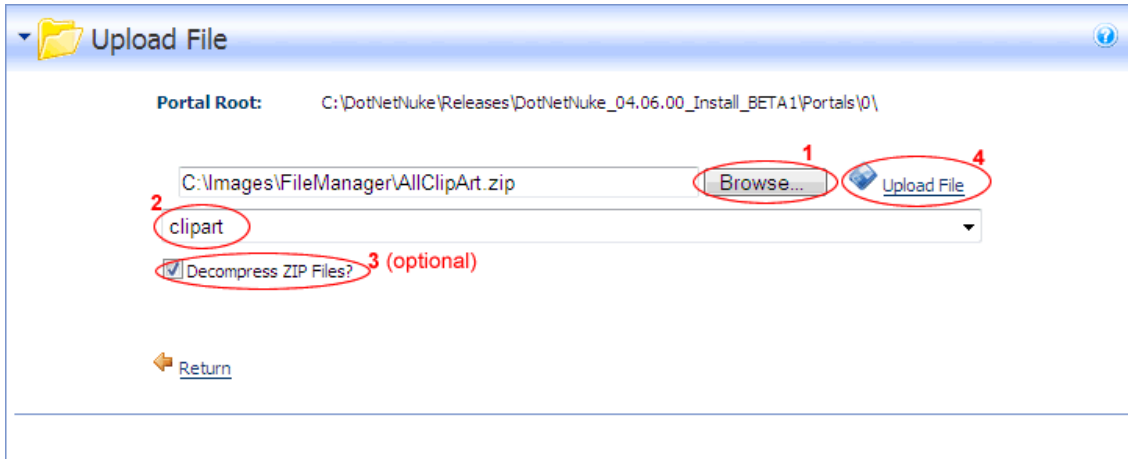 Upload File
Portal Root: C:\DotNetNuke\Releases\DotNetNuke_04.06.00_Install_BETA1\Portals\0\
1 4
C:\Images\FileManager\AllClipArt.zip Browse... Upload File
2
clipart
Decompress ZIP Files? 3 (optional)
Return